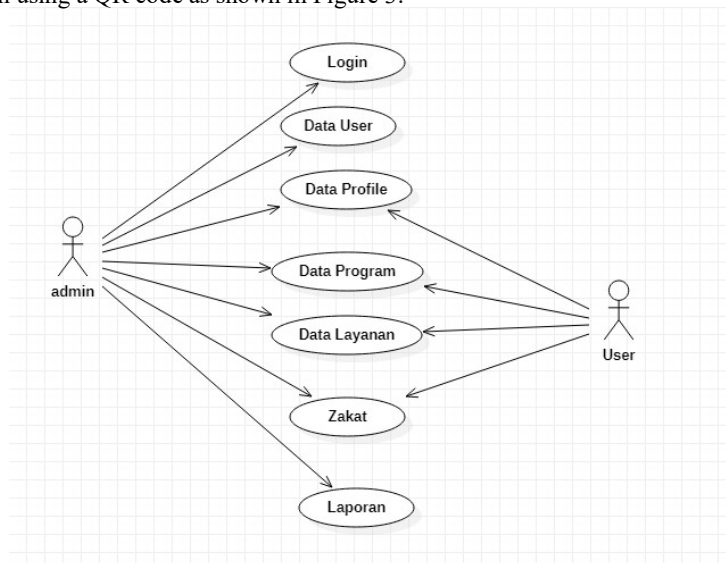 using a QR code as shown in Figure 3.
Login
Data User
Data Profile
Data Program
Data Layanan
Zakat
Laporan
admin
User